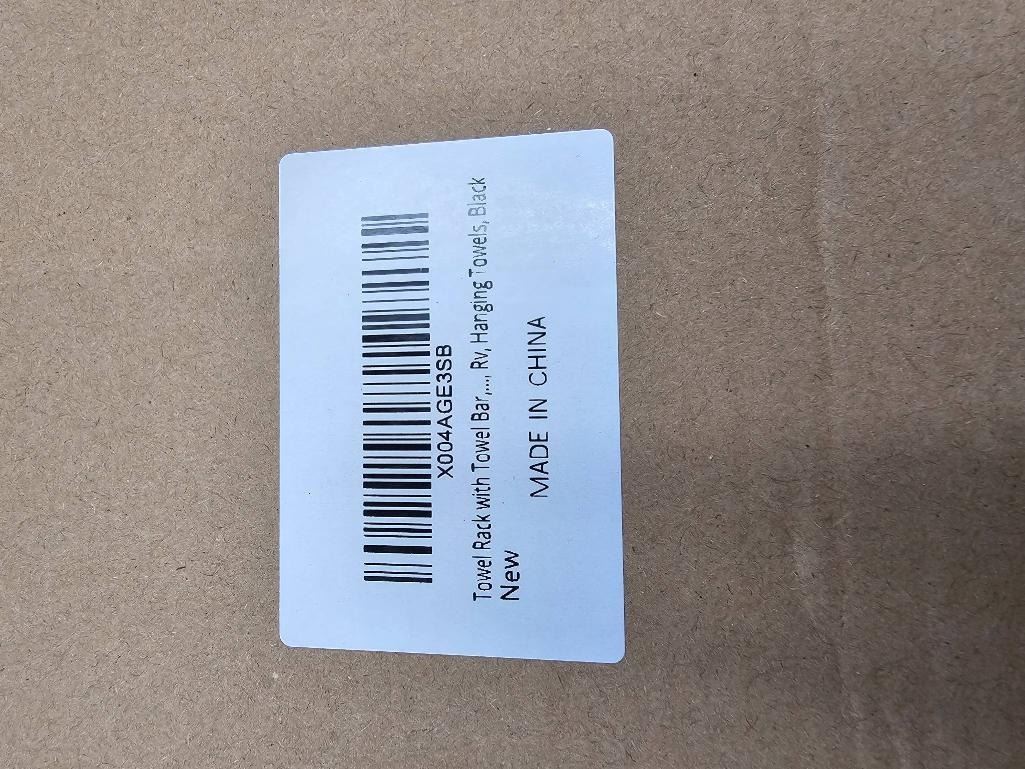 X004AGE3SB
Towel Rack with Towel Bar,..., Rv, Hanging Towels, Black
New
MADE IN CHINA